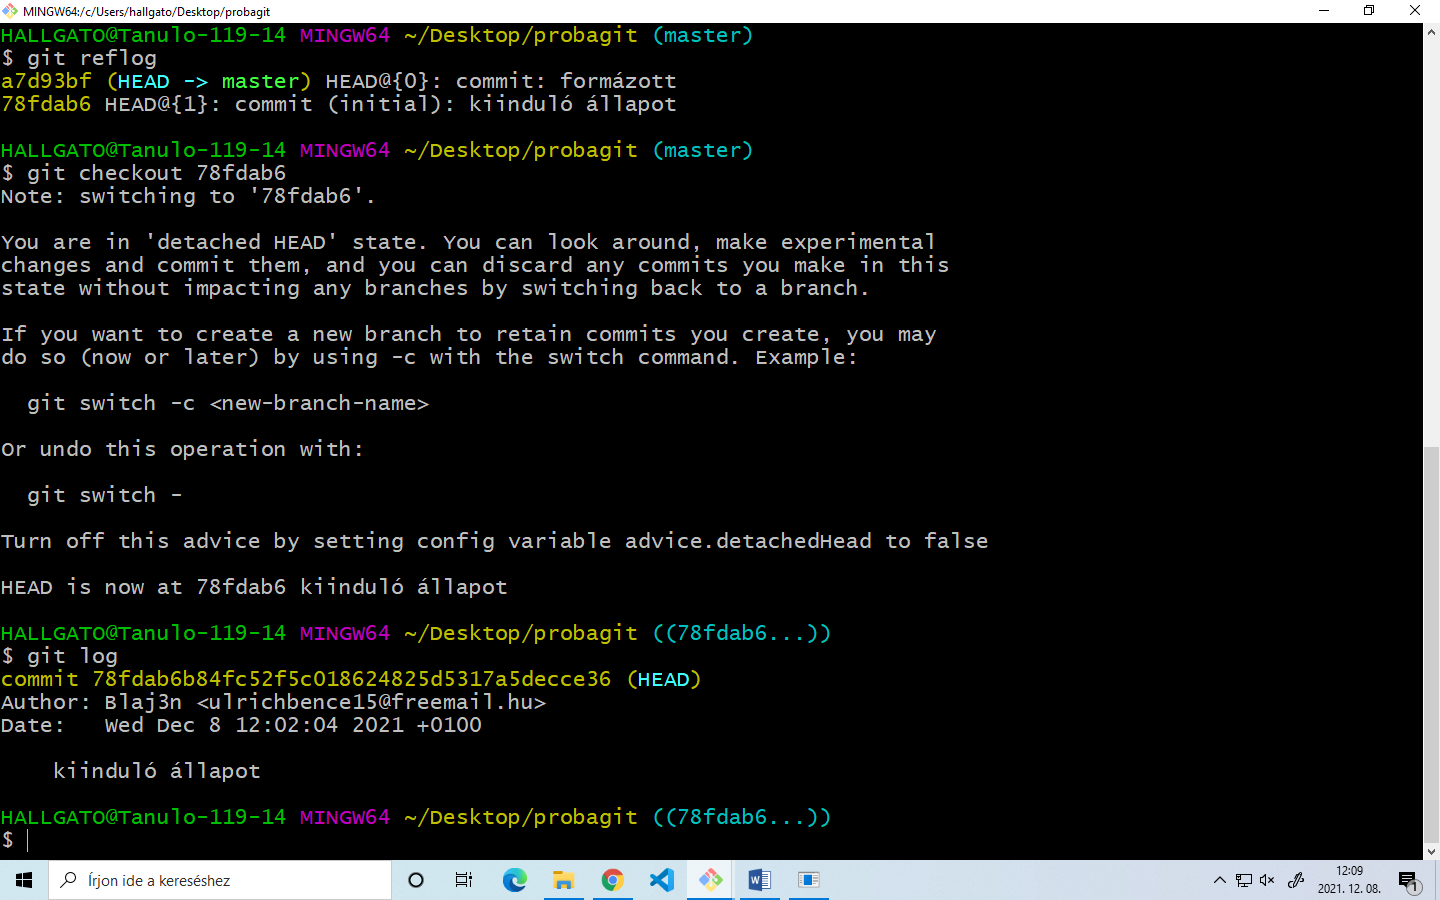 MINGW64:/c/Users/hallgato/Desktop/probagit
HALLGATO@Tanulo-119-14 MINGW64 ~/Desktop/probagit (master)
$ git reflog
a7d93bf (HEAD -> master) HEAD@{0}: commit: formázott
78fdab6 HEAD@{1}: commit (initial): kiinduló állapot
HALLGATO@Tanulo-119-14 MINGW64 ~/Desktop/probagit (master)
$ git checkout 78fdab6
Note: switching to '78fdab6'.
You are in 'detached HEAD' state. You can look around, make experimental
changes and commit them, and you can discard any commits you make in this
state without impacting any branches by switching back to a branch.
If you want to create a new branch to retain commits you create, you may
do so (now or later) by using -c with the switch command. Example:
git switch -c <new-branch-name>
Or undo this operation with:
git switch -
Turn off this advice by setting config variable advice.detachedHead to false
HEAD is now at 78fdab6 kiinduló állapot
HALLGATO@Tanulo-119-14 MINGW64 ~/Desktop/probagit ((78fdab6...))
$ git log
commit 78fdab6b84fc52f5c018624825d5317a5decce36 (HEAD)
Author: Blaj3n <ulrichbence15@freemail.hu>
Date:   Wed Dec 8 12:02:04 2021 +0100
kiinduló állapot
HALLGATO@Tanulo-119-14 MINGW64 ~/Desktop/probagit ((78fdab6...))
$
Írjon ide a kereséshez
12:09
2021. 12. 08.
1